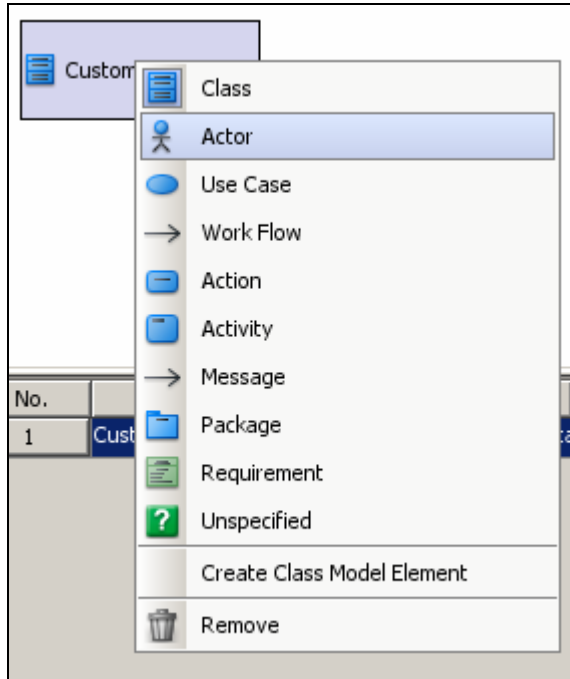 Custom
Class
Actor
Use Case
Work Flow
Action
Activity
Message
No.
Package
1 Cust
Requirement
Unspecified
Create Class Model Element
Remove